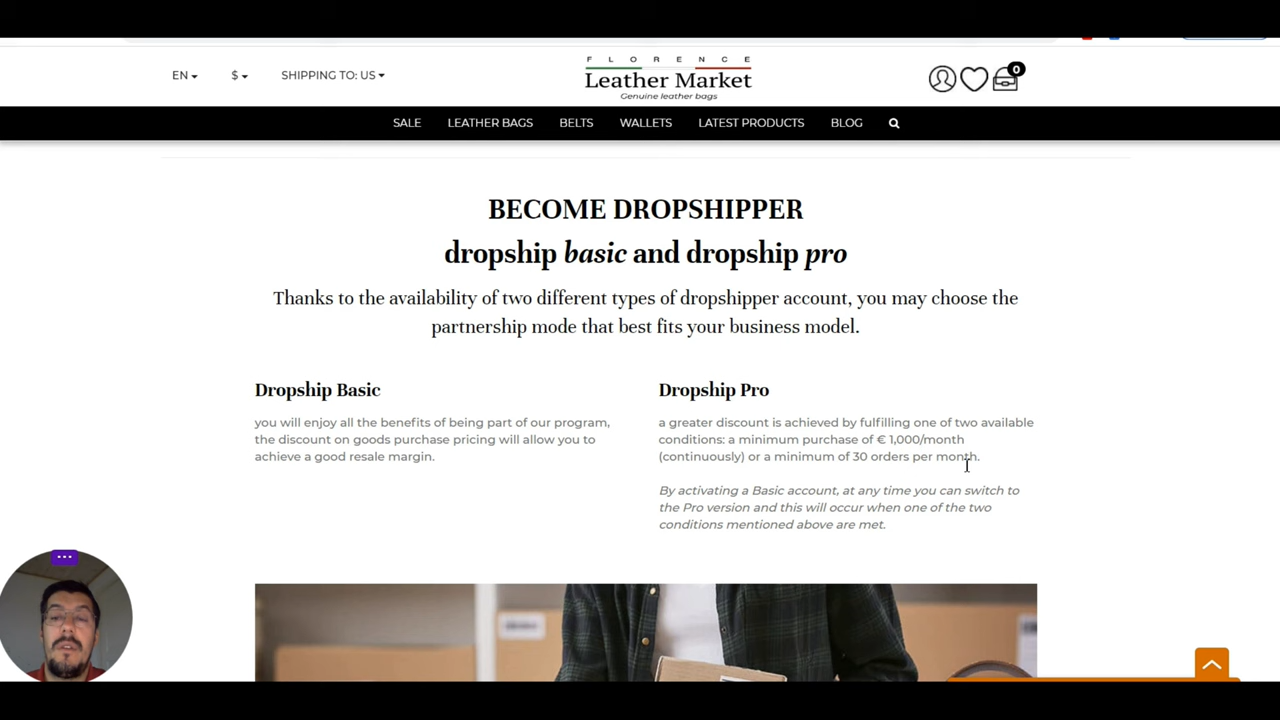 EN
$
SHIPPING TO: US
FLORENCE
Leather Market
Genuine leather bags
0
SALE
LEATHER BAGS
BELTS
WALLETS
LATEST PRODUCTS
BLOG
BECOME DROPSHIPPER
dropship basic and dropship pro
Thanks to the availability of two different types of dropshipper account, you may choose the
partnership mode that best fits your business model.
Dropship Basic
you will enjoy all the benefits of being part of our program,
the discount on goods purchase pricing will allow you to
achieve a good resale margin.
Dropship Pro
a greater discount is achieved by fulfilling one of two available
conditions: a minimum purchase of € 1,000/month
(continuously) or a minimum of 30 orders per month.
By activating a Basic account, at any time you can switch to
the Pro version and this will occur when one of the two
conditions mentioned above are met.